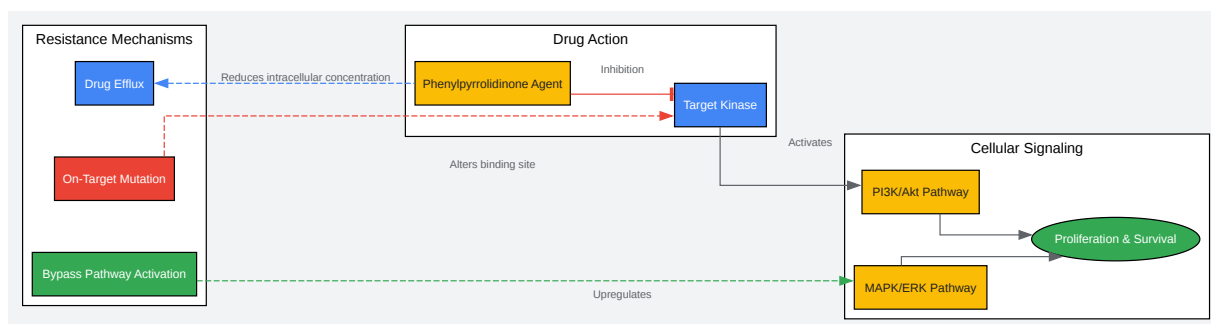 Resistance Mechanisms
Drug Efflux
On-Target Mutation
Bypass Pathway Activation
Reduces intracellular concentration
Drug Action
Phenylpyrrolidinone Agent
Inhibition
Target Kinase
Alters binding site
Activates
Upregulates
Cellular Signaling
PI3K/Akt Pathway
Proliferation & Survival
MAPK/ERK Pathway